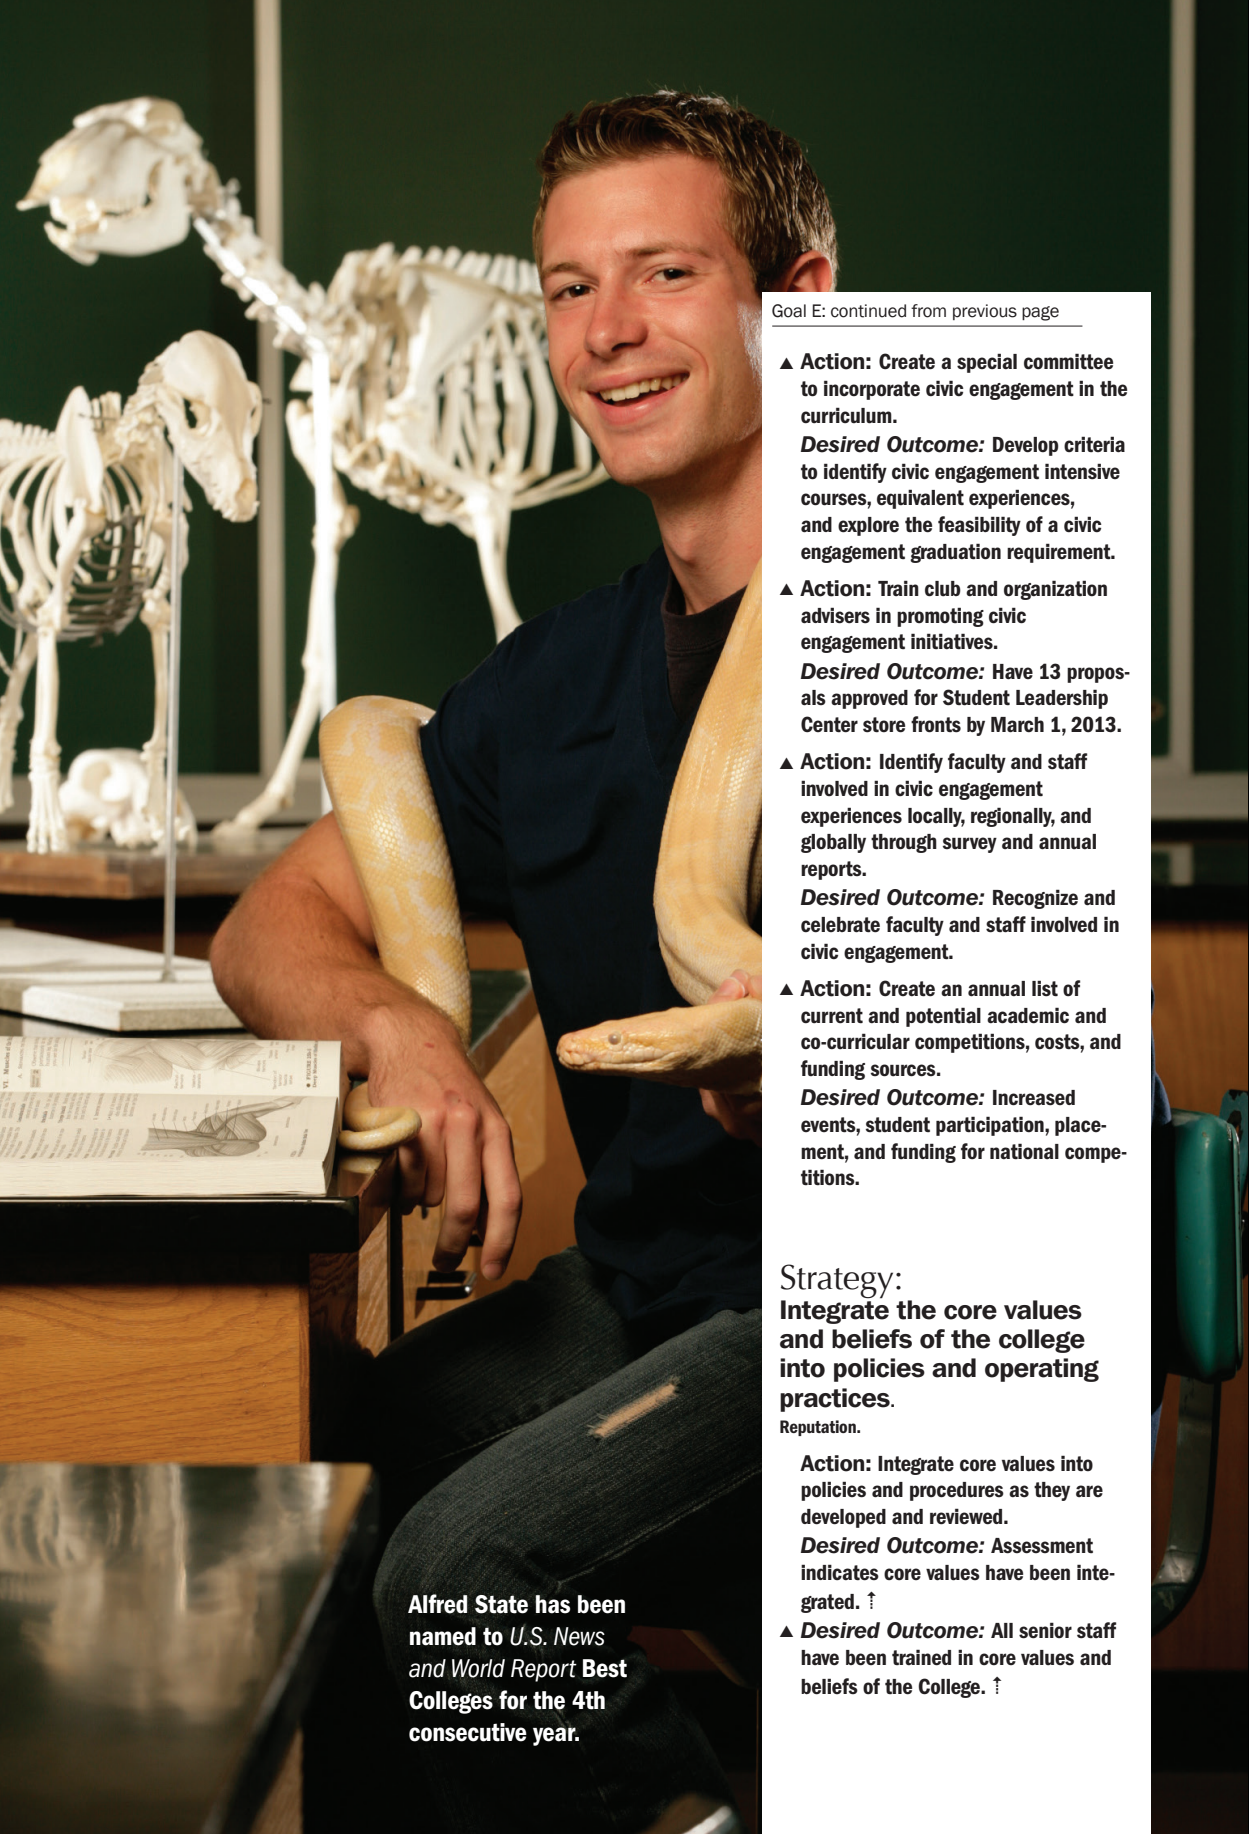 Goal E: continued from previous page
▲ Action: Create a special committee
to incorporate civic engagement in the
curriculum.
Desired Outcome: Develop criteria
to identify civic engagement intensive
courses, equivalent experiences,
and explore the feasibility of a civic
engagement graduation requirement.
▲ Action: Train club and organization
advisers in promoting civic
engagement initiatives.
Desired Outcome: Have 13 propos-
als approved for Student Leadership
Center store fronts by March 1, 2013.
▲ Action: Identify faculty and staff
involved in civic engagement
experiences locally, regionally, and
globally through survey and annual
reports.
Desired Outcome: Recognize and
celebrate faculty and staff involved in
civic engagement.
▲ Action: Create an annual list of
current and potential academic and
co-curricular competitions, costs, and
funding sources.
Desired Outcome: Increased
events, student participation, place-
ment, and funding for national compe-
titions.
Strategy:
Integrate the core values
and beliefs of the college
into policies and operating
practices.
Reputation.
Action: Integrate core values into
policies and procedures as they are
developed and reviewed.
Desired Outcome: Assessment
indicates core values have been inte-
grated. ⇡
▲ Desired Outcome: All senior staff
have been trained in core values and
beliefs of the College. ⇡
Alfred State has been
named to U.S. News
and World Report Best
Colleges for the 4th
consecutive year.